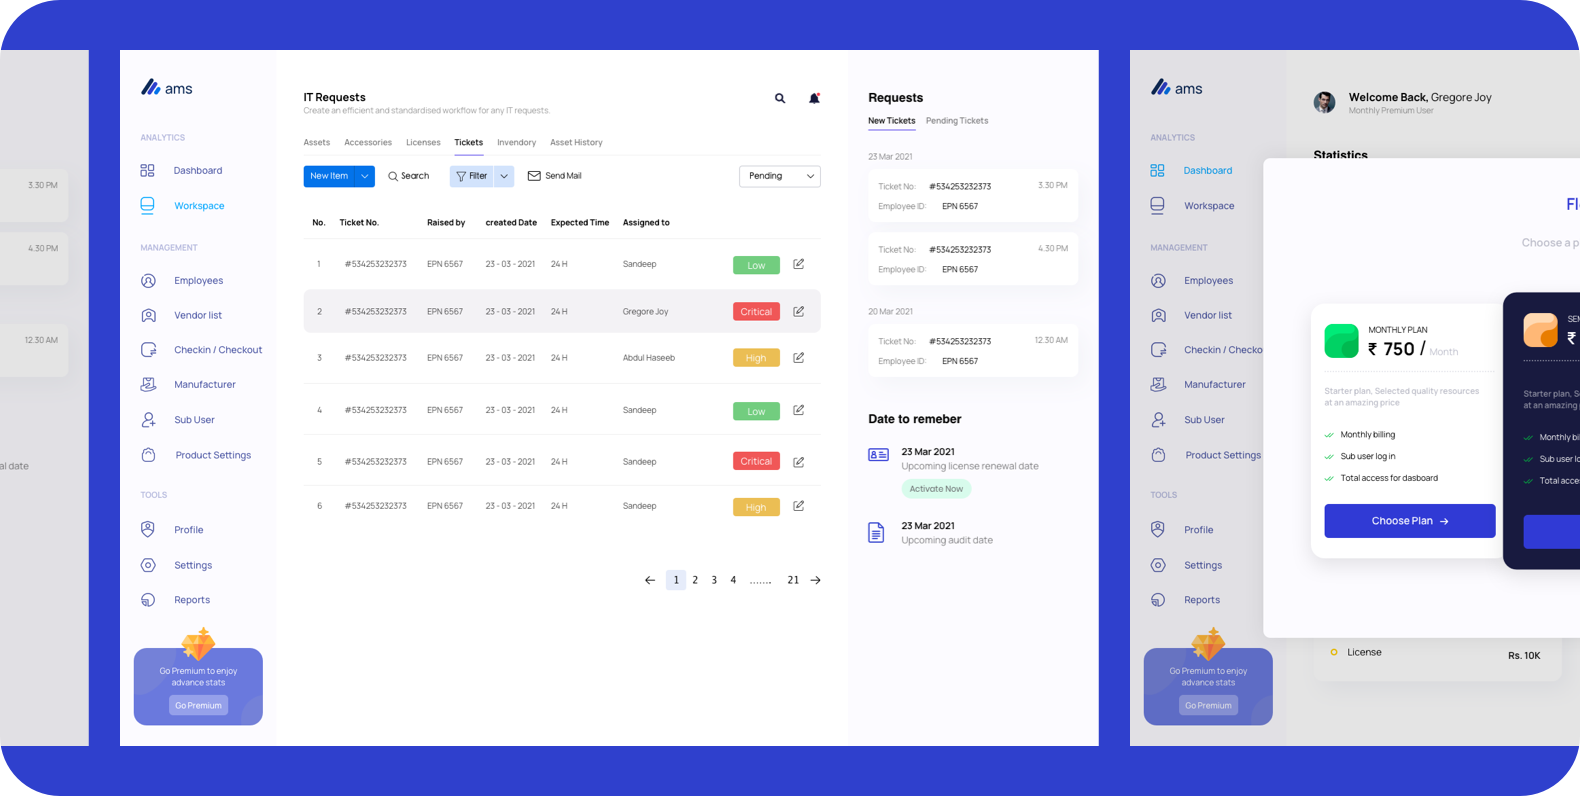 3.30 PM
4.30 PM
12.30 AM
al date
ams
ANALYTICS
Dashboard
Workspace
MANAGEMENT
Employees
Vendor list
Checkin / Checkout
Manufacturer
Sub User
Product Settings
TOOLS
Profile
Settings
Reports
Go Premium to enjoy
advance stats
Go Premium
IT Requests
Create an efficient and standardised workflow for any IT requests.
Assets Accessories Licenses Tickets Inventory Asset History
New Item Search Filter Send Mail Pending
No. Ticket No. Raised by created Date Expected Time Assigned to
1 #534253232373 EPN 6567 23 - 03 - 2021 24 H Sandeep Low
2 #534253232373 EPN 6567 23 - 03 - 2021 24 H Gregore Joy Critical
3 #534253232373 EPN 6567 23 - 03 - 2021 24 H Abdul Haseeb High
4 #534253232373 EPN 6567 23 - 03 - 2021 24 H Sandeep Low
5 #534253232373 EPN 6567 23 - 03 - 2021 24 H Sandeep Critical
6 #534253232373 EPN 6567 23 - 03 - 2021 24 H Sandeep High
1 2 3 4 ....... 21
Requests
New Tickets Pending Tickets
23 Mar 2021
Ticket No: #534253232373 3.30 PM
Employee ID: EPN 6567
Ticket No: #534253232373 4.30 PM
Employee ID: EPN 6567
20 Mar 2021
Ticket No: #534253232373 12.30 AM
Employee ID: EPN 6567
Date to remeber
23 Mar 2021
Upcoming license renewal date
Activate Now
23 Mar 2021
Upcoming audit date
ams
ANALYTICS
Dashboard
Workspace
MANAGEMENT
Employees
Vendor list
Checkin / Checko
Manufacturer
Sub User
Product Settings
TOOLS
Profile
Settings
Reports
Go Premium to enjoy
advance stats
Go Premium
Welcome Back, Gregore Joy
Monthly Premium User
Statistics
Fl
Choose a p
MONTHLY PLAN
₹ 750 / Month
Starter plan, Selected quality resources
at an amazing price
Monthly billing
Sub user log in
Total access for dasboard
Choose Plan
SEM
₹
Starter plan, S
at an amazing
Monthly bi
Sub user lo
Total acce
License Rs. 10K